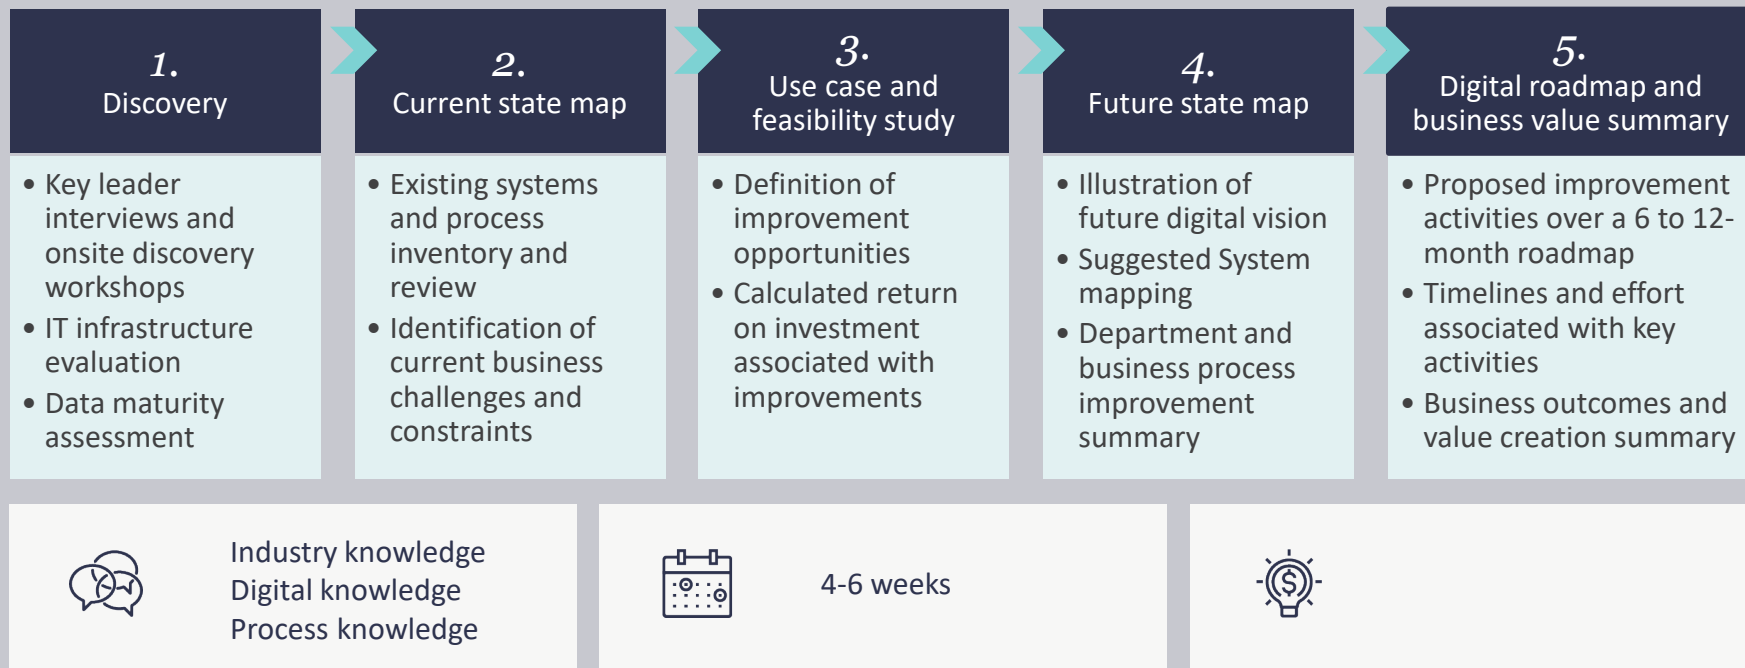 1.
Discovery
• Key leader
interviews and
onsite discovery
workshops
• IT infrastructure
evaluation
• Data maturity
assessment
2.
Current state map
• Existing systems
and process
inventory and
review
• Identification of
current business
challenges and
constraints
3.
Use case and
feasibility study
• Definition of
improvement
opportunities
• Calculated return
on investment
associated with
improvements
4.
Future state map
• Illustration of
future digital vision
• Suggested System
mapping
• Department and
business process
improvement
summary
5.
Digital roadmap and
business value summary
• Proposed improvement
activities over a 6 to 12-
month roadmap
• Timelines and effort
associated with key
activities
• Business outcomes and
value creation summary
Industry knowledge
Digital knowledge
Process knowledge
4-6 weeks
$